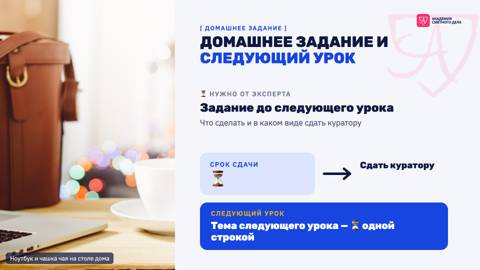 [ ДОМАШНЕЕ ЗАДАНИЕ ]
ДОМАШНЕЕ ЗАДАНИЕ И
СЛЕДУЮЩИЙ УРОК
АКАДЕМИЯ
СМЕТНОГО ДЕЛА
⏳ НУЖНО ОТ ЭКСПЕРТА
Задание до следующего урока
Что сделать и в каком виде сдать куратору
СРОК СДАЧИ
⏳
Сдать куратору
СЛЕДУЮЩИЙ УРОК
Тема следующего урока — ⏳ одной
строкой
Ноутбук и чашка чая на столе дома